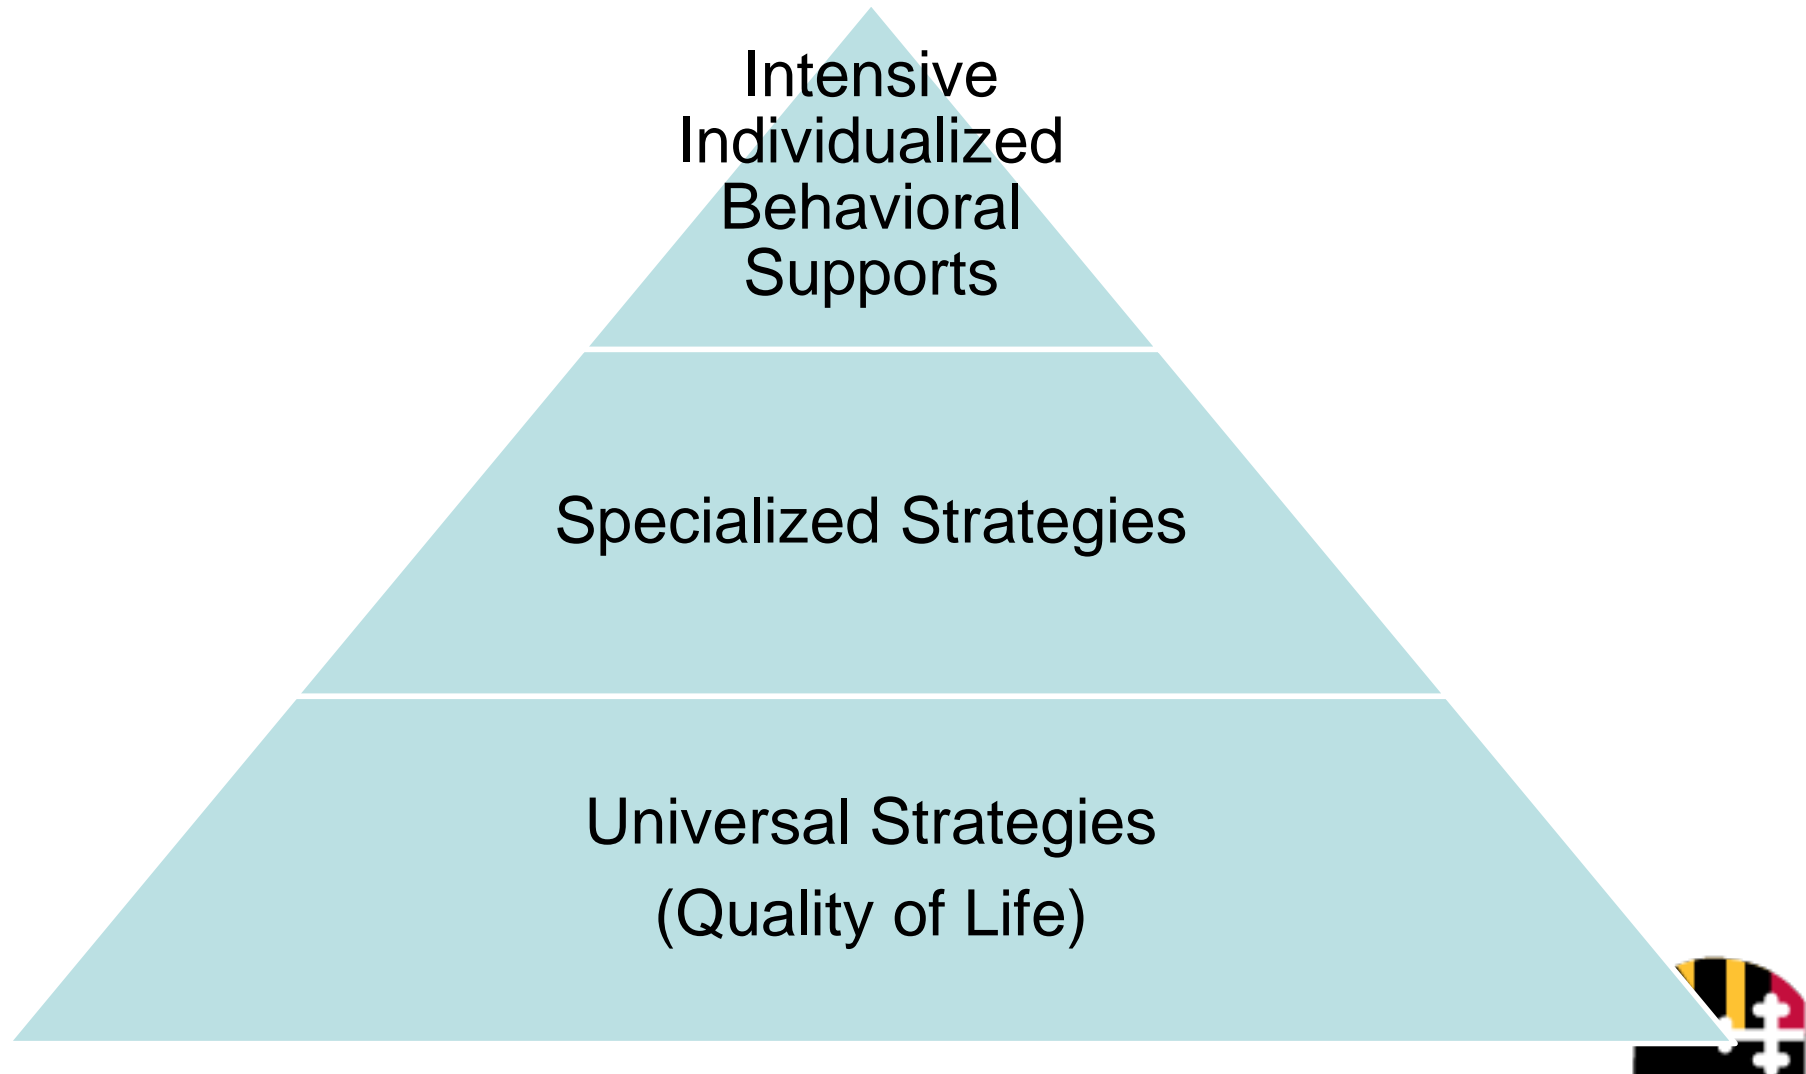 Intensive
Individualized
Behavioral
Supports
Specialized Strategies
Universal Strategies
(Quality of Life)